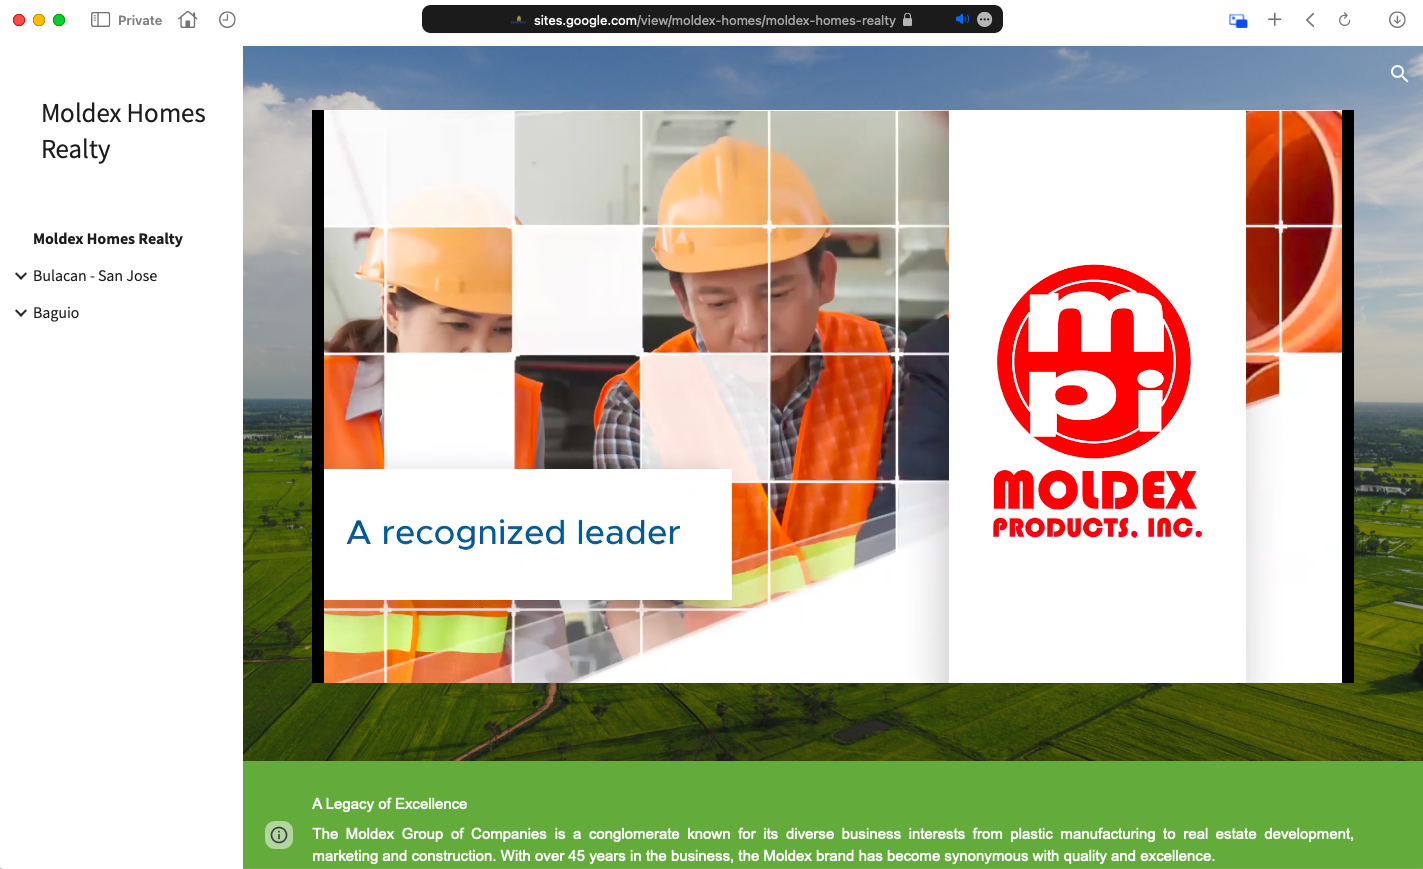 Private
sites.google.com/view/moldex-homes/moldex-homes-realty
Moldex Homes
Realty
Moldex Homes Realty
Bulacan - San Jose
Baguio
mpi
MOLDEX
PRODUCTS, INC.
A recognized leader
A Legacy of Excellence
The Moldex Group of Companies is a conglomerate known for its diverse business interests from plastic manufacturing to real estate development,
marketing and construction. With over 45 years in the business, the Moldex brand has become synonymous with quality and excellence.